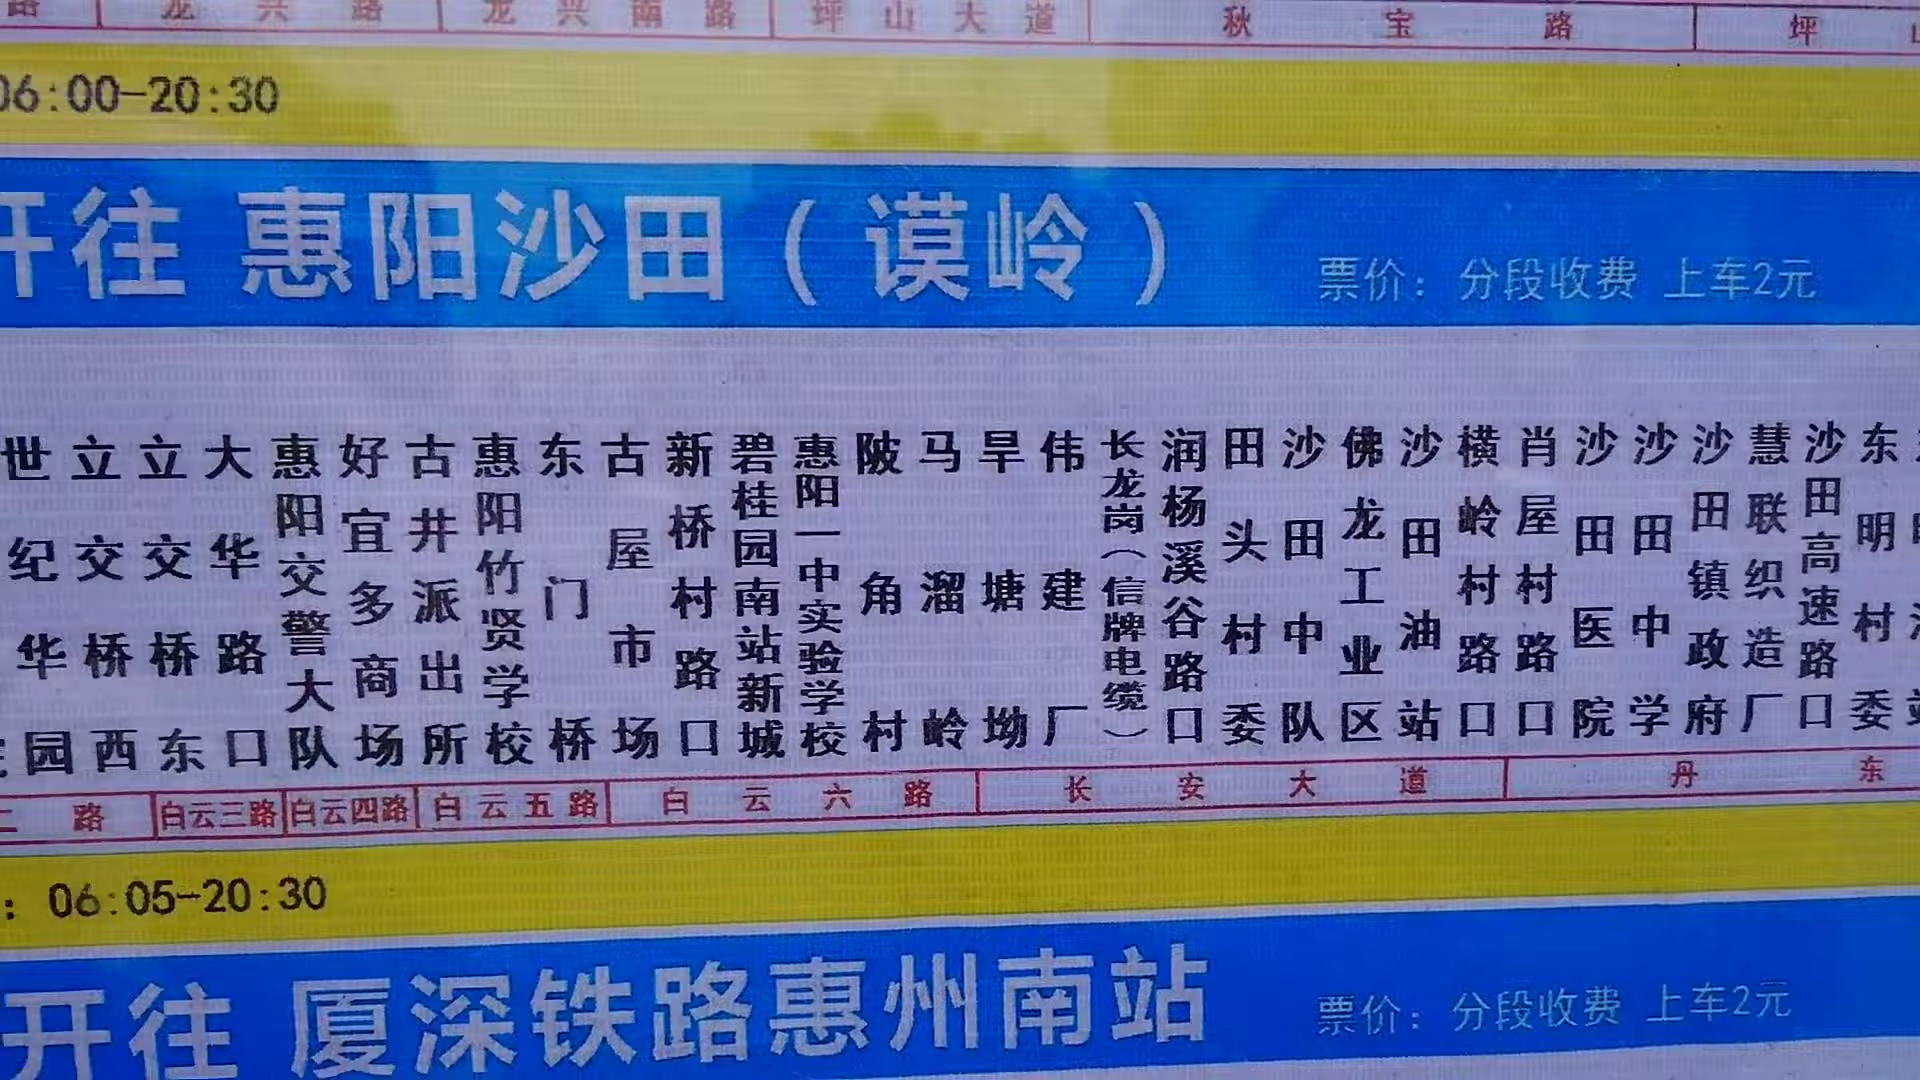 路 龙兴路 龙兴南路 坪山大道 秋宝路 坪
06:00-20:30
开往 惠阳沙田（谟岭） 票价：分段收费 上车2元
世纪华园
立交桥西
立交桥东
大华路口
惠阳交警大队
好宜多商场
古井派出所
惠阳竹贤学校
东门桥
古屋市场
新桥村路口
碧桂园南站新城
惠阳一中实验学校
陂角村
马溜岭
旱塘坳
伟建厂
长龙岗（信牌电缆）
润杨溪谷路口
田头村委
沙田中队
佛龙工业区
沙田油站
横岭村路口
肖屋村路口
沙田医院
沙田中学
沙田镇政府
慧联织造厂
沙田高速路口
东明村委
路 白云三路 白云四路 白云五路 白云六路 长安大道 丹东
：06:05-20:30
开往 厦深铁路惠州南站 票价：分段收费 上车2元